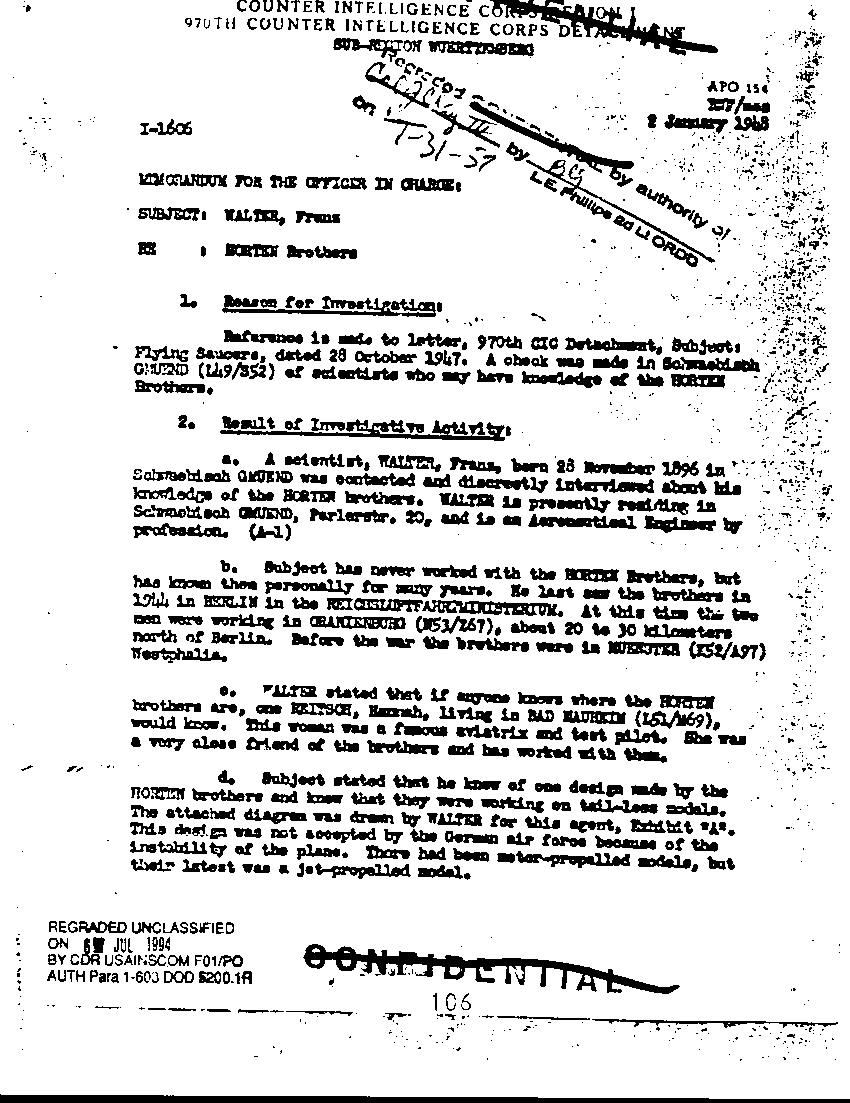 COUNTER INTELLIGENCE CORPS REGION I
970TH COUNTER INTELLIGENCE CORPS DETACHMENT
SUB-REGION WUERTTEMBERG
APO 154
2 January 1948
I-1606
Regraded
by authority of
on 7-31-57 by
L.E. Phillips 2d Lt ORDC
MEMORANDUM FOR THE OFFICER IN CHARGE:
SUBJECT: WALTER, Franz
RE : HORTEN Brothers
1. Reason for Investigation:
Reference is made to letter, 970th CIC Detachment, Subject:
Flying Saucers, dated 28 October 1947. A check was made in Schwaebisch
GMUEND (L49/S52) of scientists who may have knowledge of the HORTEN
Brothers.
2. Result of Investigative Activity:
a. A scientist, WALTER, Franz, born 28 November 1896 in
Schwaebisch GMUEND was contacted and discreetly interviewed about his
knowledge of the HORTEN brothers. WALTER is presently residing in
Schwaebisch GMUEND, Parlerstr. 20, and is an Aeronautical Engineer by
profession. (A-1)
b. Subject has never worked with the HORTEN Brothers, but
has known them personally for many years. He last saw the brothers in
1944 in BERLIN in the REICHSLUFTFAHRTMINISTERIUM. At this time the two
men were working in ORANIENBURG (N53/Z67), about 20 to 30 kilometers
north of Berlin. Before the war the brothers were in MUENSTER (K52/A97)
Westphalia.
c. WALTER stated that if anyone knows where the HORTEN
brothers are, one REITSCH, Hannah, living in BAD NAUHEIM (L51/M69),
would know. This woman was a famous aviatrix and test pilot. She was
a very close friend of the brothers and has worked with them.
d. Subject stated that he knew of one design made by the
HORTEN brothers and knew that they were working on tail-less models.
The attached diagram was drawn by WALTER for this agent, Exhibit "A".
This design was not accepted by the German air force because of the
instability of the plane. There had been motor-propelled models, but
their latest was a jet-propelled model.
REGRADED UNCLASSIFIED
ON JUL 1994
BY CDR USAINSCOM F01/PO
AUTH Para 1-603 DOD 5200.1R
CONFIDENTIAL
106